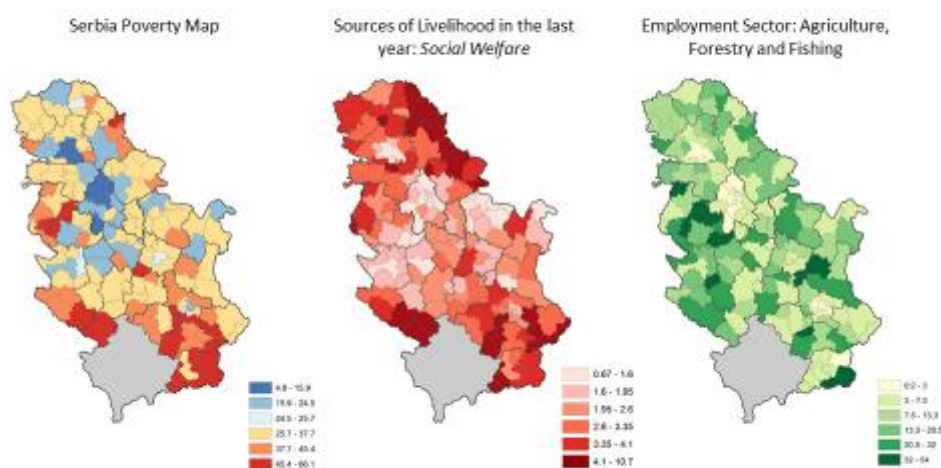 Serbia Poverty Map
Sources of Livelihood in the last
year: Social Welfare
Employment Sector: Agriculture,
Forestry and Fishing
4.8 - 15.9
15.9 - 24.5
24.5 - 25.7
25.7 - 37.7
37.7 - 45.4
45.4 - 66.1
0.67 - 1.6
1.6 - 1.95
1.95 - 2.6
2.6 - 3.35
3.35 - 4.1
4.1 - 10.7
0.2 - 3
3 - 7.5
20.5 - 32
32 - 54